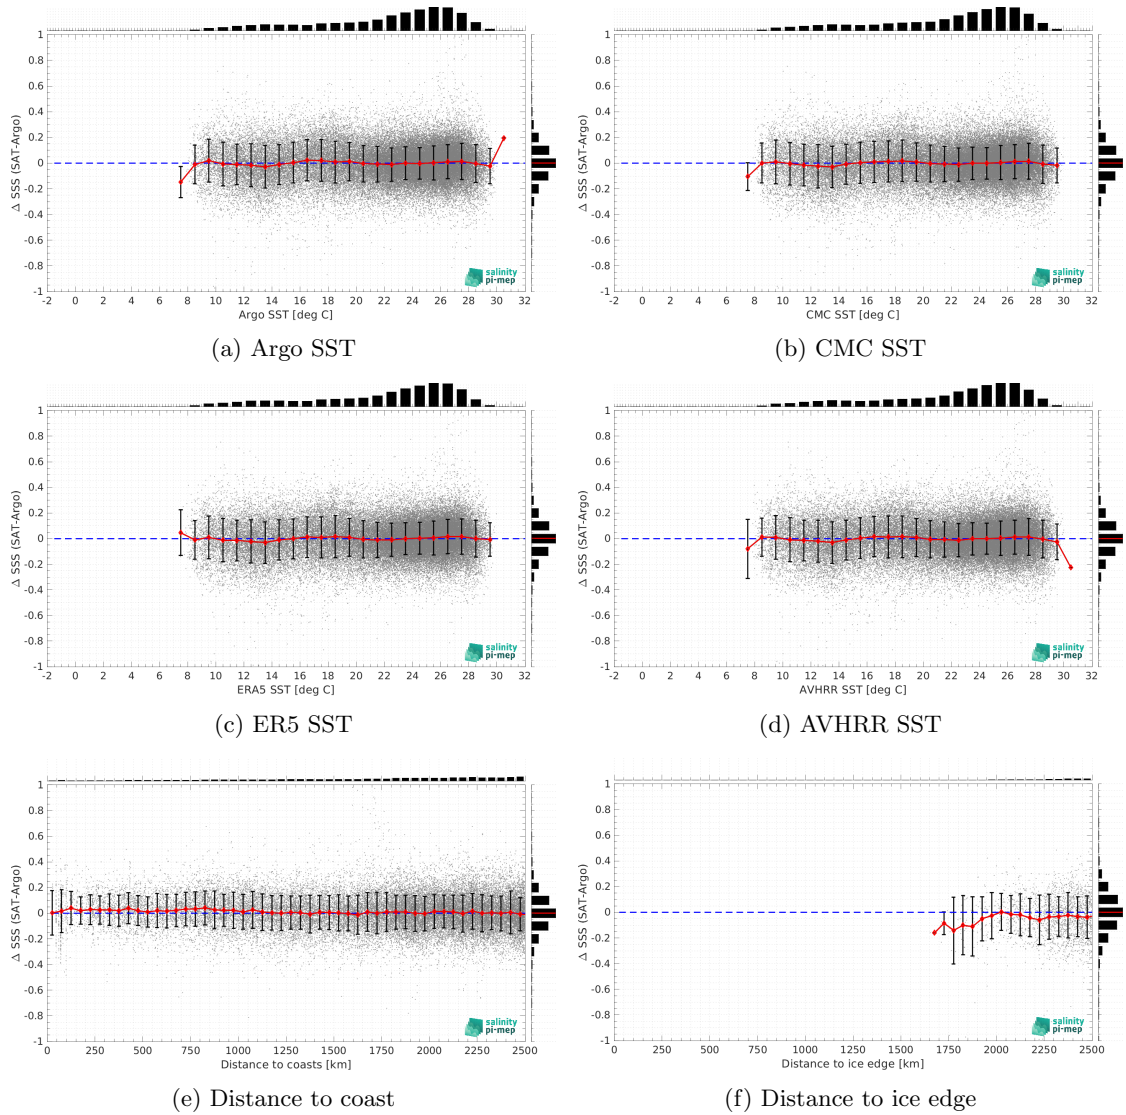 1
0.8
0.6
0.4
0.2
0
-0.2
-0.4
-0.6
-0.8
-1
Δ SSS (SAT-Argo)
salinity
pi-mep
-2 0 2 4 6 8 10 12 14 16 18 20 22 24 26 28 30 32
Argo SST [deg C]
(a) Argo SST
1
0.8
0.6
0.4
0.2
0
-0.2
-0.4
-0.6
-0.8
-1
Δ SSS (SAT-Argo)
salinity
pi-mep
-2 0 2 4 6 8 10 12 14 16 18 20 22 24 26 28 30 32
CMC SST [deg C]
(b) CMC SST
1
0.8
0.6
0.4
0.2
0
-0.2
-0.4
-0.6
-0.8
-1
Δ SSS (SAT-Argo)
salinity
pi-mep
-2 0 2 4 6 8 10 12 14 16 18 20 22 24 26 28 30 32
ERA5 SST [deg C]
(c) ER5 SST
1
0.8
0.6
0.4
0.2
0
-0.2
-0.4
-0.6
-0.8
-1
Δ SSS (SAT-Argo)
salinity
pi-mep
-2 0 2 4 6 8 10 12 14 16 18 20 22 24 26 28 30 32
AVHRR SST [deg C]
(d) AVHRR SST
1
0.8
0.6
0.4
0.2
0
-0.2
-0.4
-0.6
-0.8
-1
Δ SSS (SAT-Argo)
salinity
pi-mep
0 250 500 750 1000 1250 1500 1750 2000 2250 2500
Distance to coasts [km]
(e) Distance to coast
1
0.8
0.6
0.4
0.2
0
-0.2
-0.4
-0.6
-0.8
-1
Δ SSS (SAT-Argo)
salinity
pi-mep
0 250 500 750 1000 1250 1500 1750 2000 2250 2500
Distance to ice edge [km]
(f) Distance to ice edge